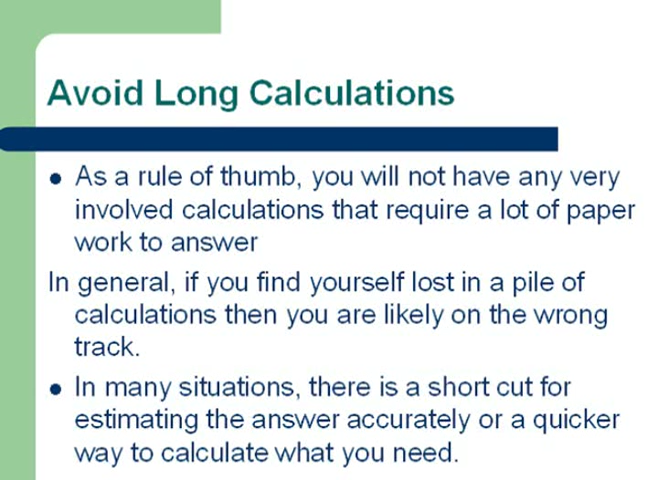 Avoid Long Calculations
● As a rule of thumb, you will not have any very
involved calculations that require a lot of paper
work to answer
In general, if you find yourself lost in a pile of
calculations then you are likely on the wrong
track.
● In many situations, there is a short cut for
estimating the answer accurately or a quicker
way to calculate what you need.